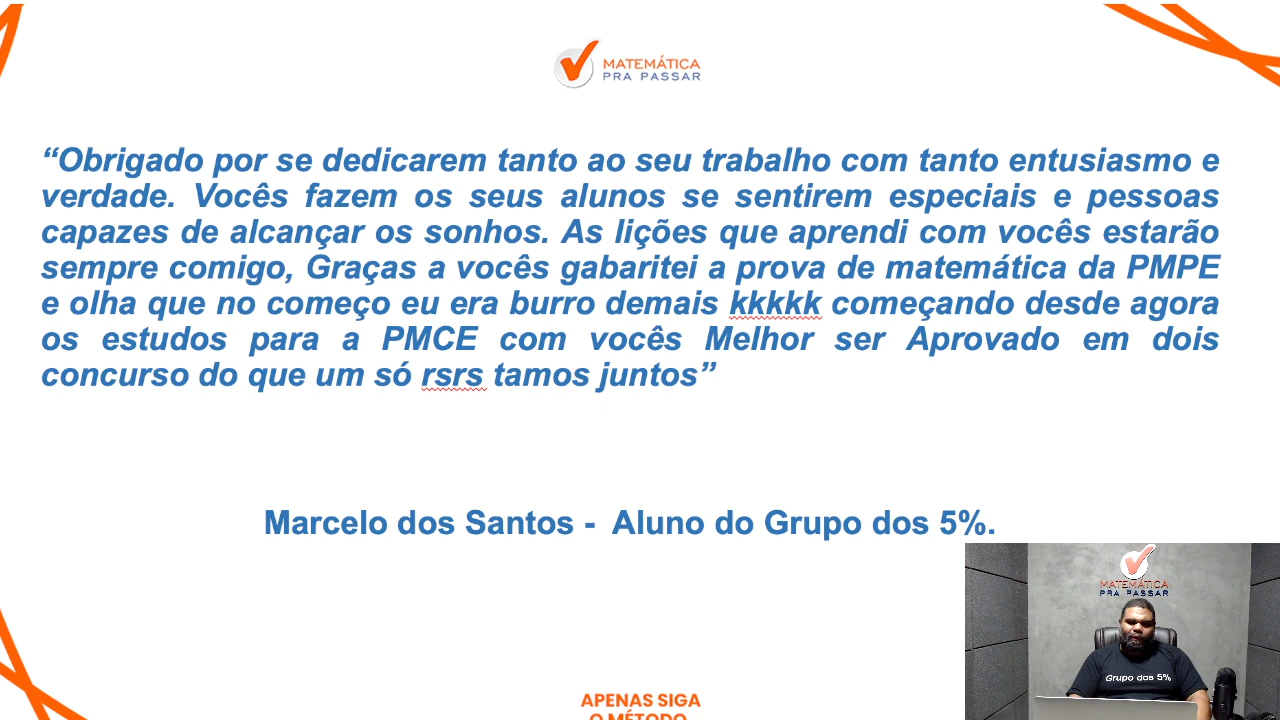 MATEMÁTICA
PRA PASSAR
“Obrigado por se dedicarem tanto ao seu trabalho com tanto entusiasmo e
verdade. Vocês fazem os seus alunos se sentirem especiais e pessoas
capazes de alcançar os sonhos. As lições que aprendi com vocês estarão
sempre comigo, Graças a vocês gabaritei a prova de matemática da PMPE
e olha que no começo eu era burro demais kkkkk começando desde agora
os estudos para a PMCE com vocês Melhor ser Aprovado em dois
concurso do que um só rsrs tamos juntos”
Marcelo dos Santos - Aluno do Grupo dos 5%.
MATEMÁTICA
PRA PASSAR
Grupo dos 5%
APENAS SIGA
O MÉTODO